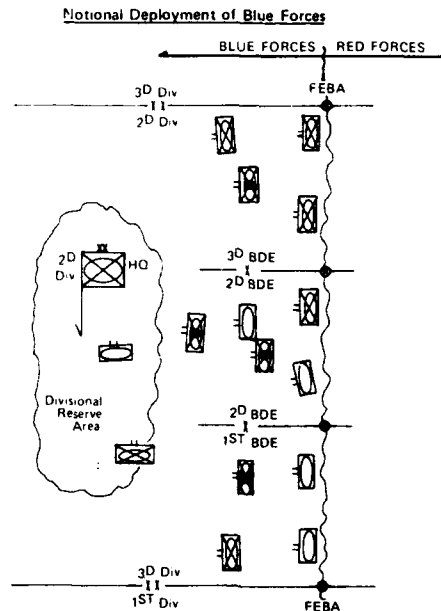 Notional Deployment of Blue Forces
BLUE FORCES RED FORCES
FEBA
3D Div
2D Div
2D Div
HQ
3D BDE
2D BDE
Divisional
Reserve
Area
2D BDE
1ST BDE
3D Div
1ST Div
FEBA